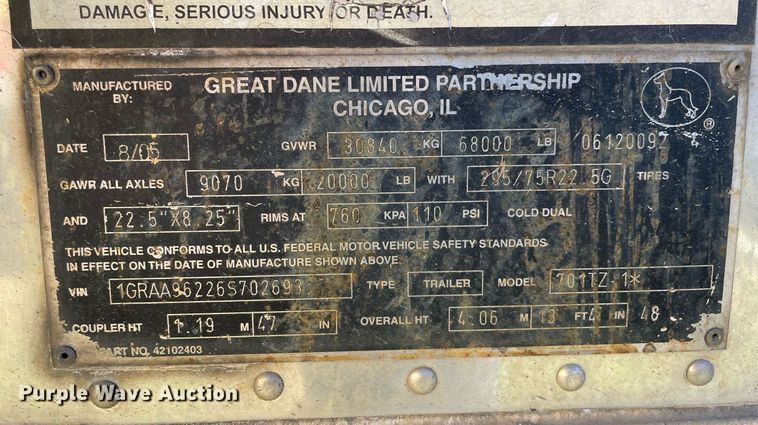 DAMAGE, SERIOUS INJURY OR DEATH.
MANUFACTURED BY: GREAT DANE LIMITED PARTNERSHIP
CHICAGO, IL
®
DATE 8/05 GVWR 30840 KG 68000 LB 0612009Z
GAWR ALL AXLES 9070 KG 20000 LB WITH 295/75R22.5G TIRES
AND 22.5"X8.25" RIMS AT 760 KPA 110 PSI COLD DUAL
THIS VEHICLE CONFORMS TO ALL U.S. FEDERAL MOTOR VEHICLE SAFETY STANDARDS
IN EFFECT ON THE DATE OF MANUFACTURE SHOWN ABOVE.
VIN 1GRAA96226S702693 TYPE TRAILER MODEL 701TZ-1*
COUPLER HT 1.19 M 47 IN OVERALL HT 4.06 M 13 FT 4 IN 48
PART NO. 42102403
Purple Wave Auction